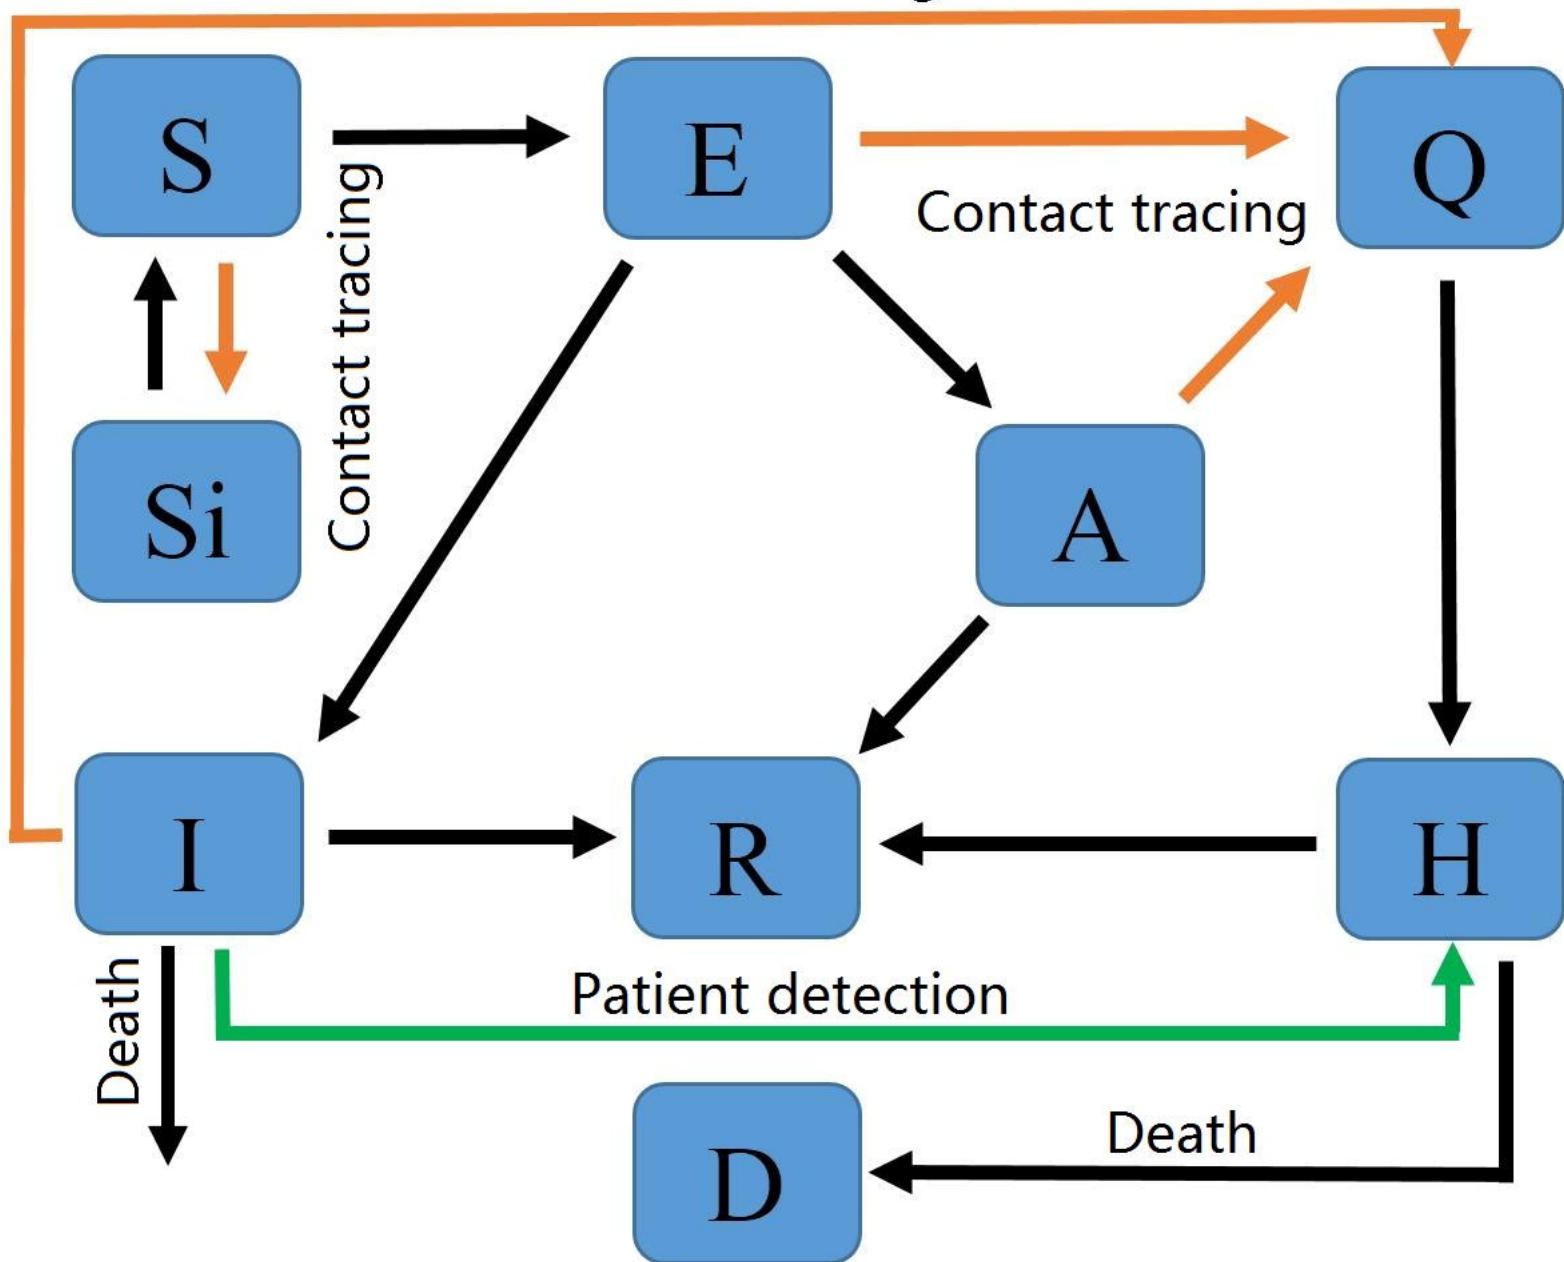 S
E
Q
Contact tracing
Contact tracing
Si
A
I
R
H
Death
Patient detection
D
Death